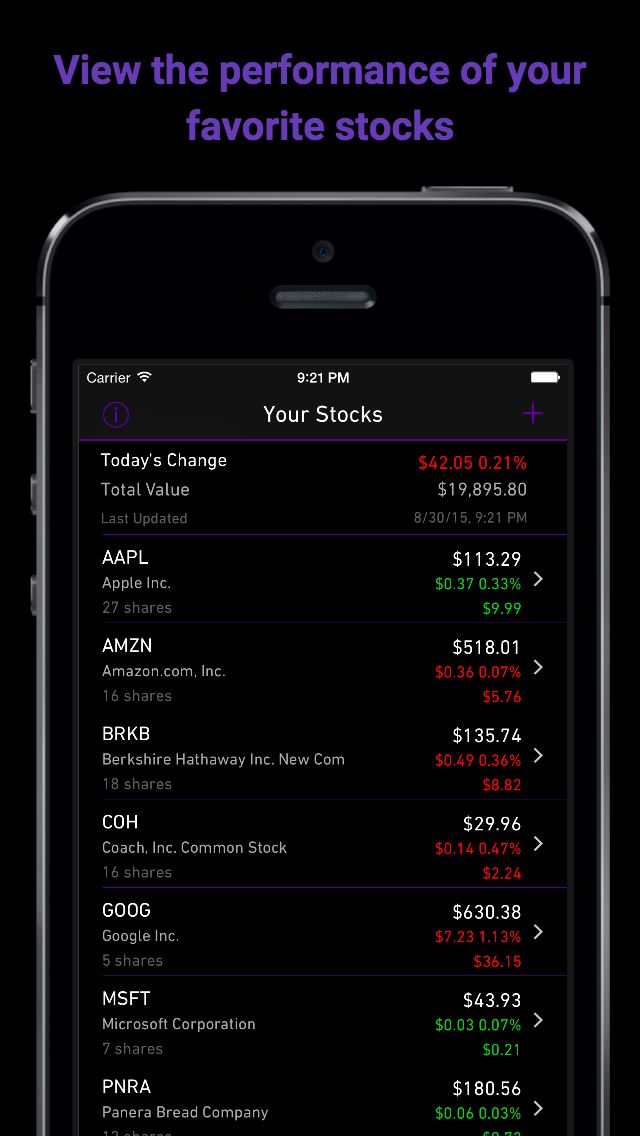 View the performance of your
favorite stocks
Carrier 9:21 PM
Your Stocks
Today's Change $42.05 0.21%
Total Value $19,895.80
Last Updated 8/30/15, 9:21 PM
AAPL $113.29
Apple Inc. $0.37 0.33%
27 shares $9.99
AMZN $518.01
Amazon.com, Inc. $0.36 0.07%
16 shares $5.76
BRKB $135.74
Berkshire Hathaway Inc. New Com $0.49 0.36%
18 shares $8.82
COH $29.96
Coach, Inc. Common Stock $0.14 0.47%
16 shares $2.24
GOOG $630.38
Google Inc. $7.23 1.13%
5 shares $36.15
MSFT $43.93
Microsoft Corporation $0.03 0.07%
7 shares $0.21
PNRA $180.56
Panera Bread Company $0.06 0.03%